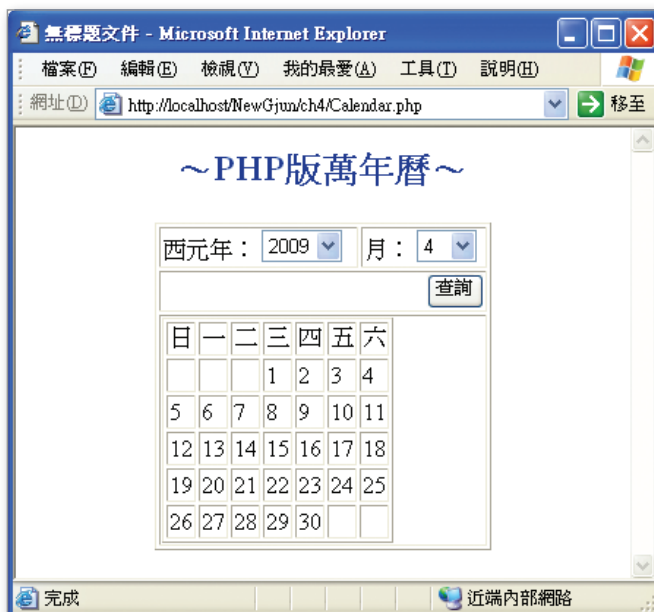 無標題文件 - Microsoft Internet Explorer
檔案(F) 編輯(E) 檢視(V) 我的最愛(A) 工具(T) 說明(H)
網址(D) http://localhost/NewGjun/ch4/Calendar.php 移至
～PHP版萬年曆～
西元年： 2009 月： 4
查詢
日 一 二 三 四 五 六
1 2 3 4
5 6 7 8 9 10 11
12 13 14 15 16 17 18
19 20 21 22 23 24 25
26 27 28 29 30
完成 近端內部網路